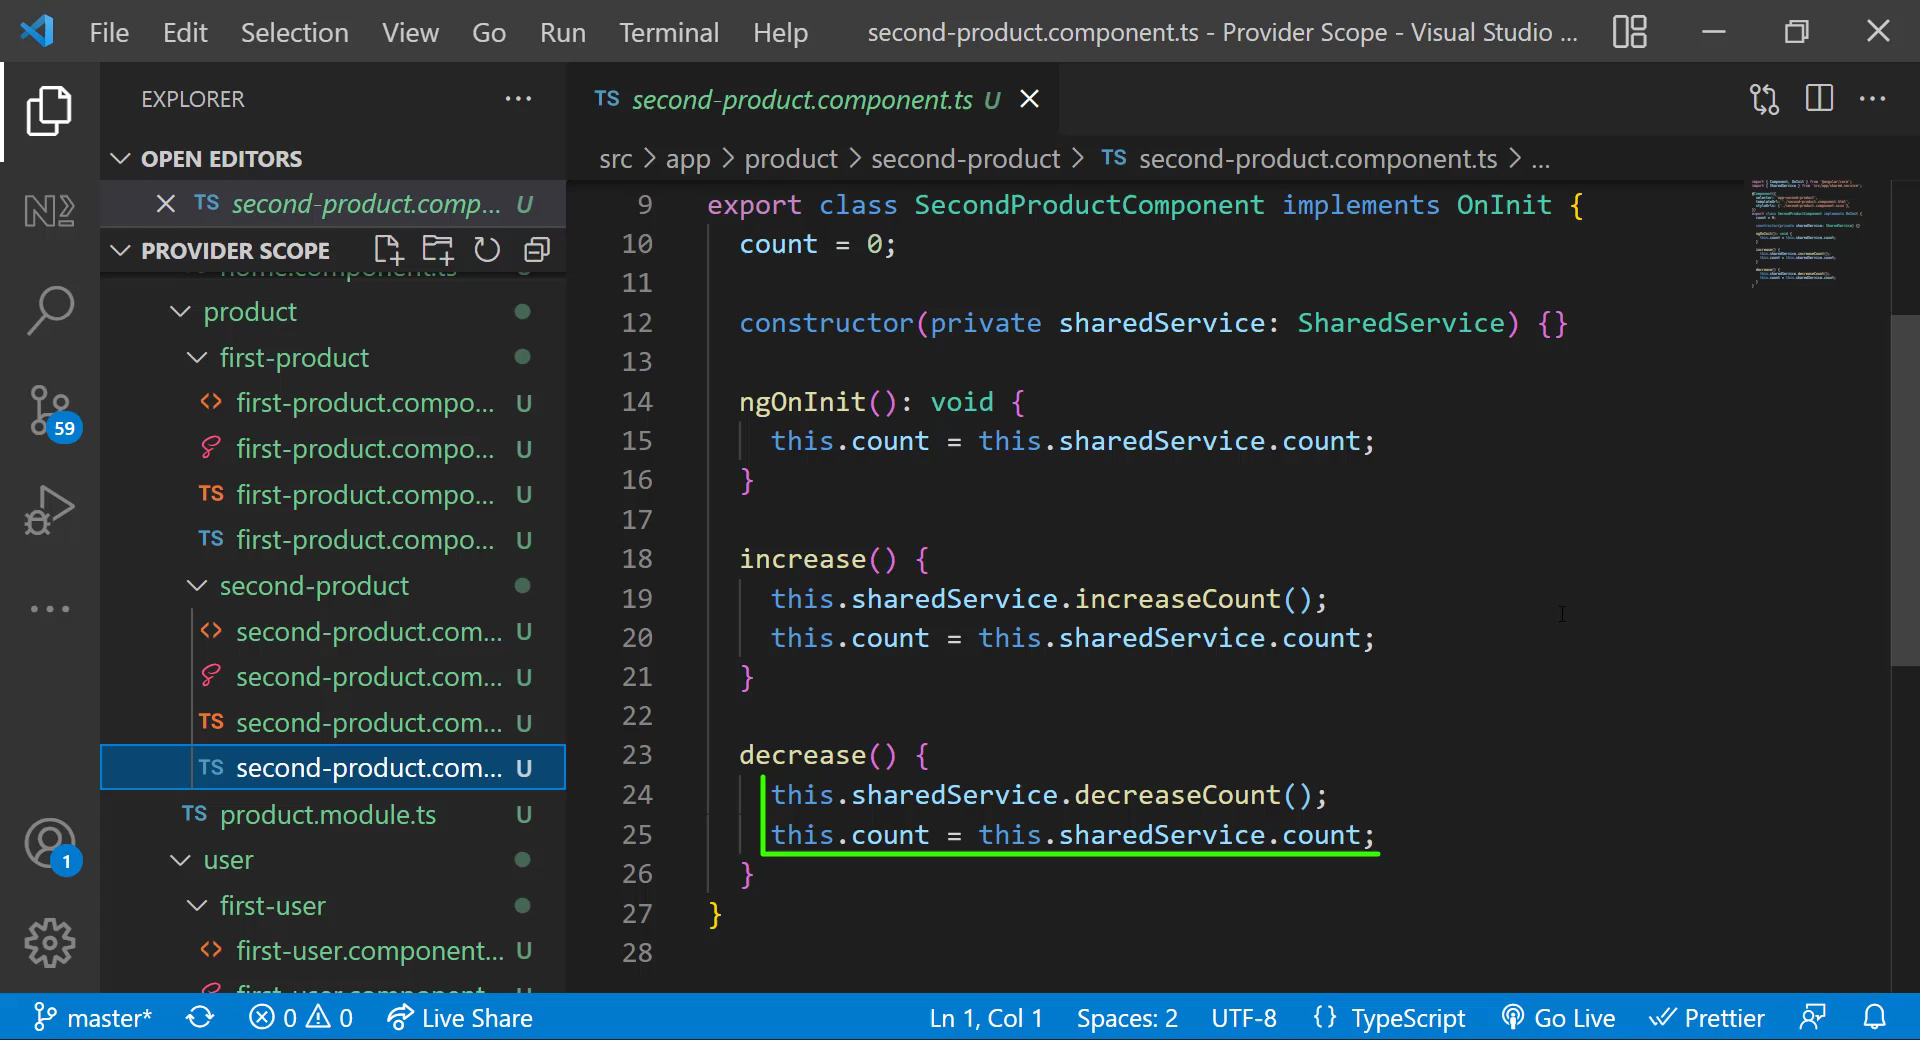 File Edit Selection View Go Run Terminal Help second-product.component.ts - Provider Scope - Visual Studio ...
EXPLORER
OPEN EDITORS
TS second-product.comp... U
PROVIDER SCOPE
home.component.ts
product
first-product
first-product.compo... U
first-product.compo... U
TS first-product.compo... U
TS first-product.compo... U
second-product
second-product.com... U
second-product.com... U
TS second-product.com... U
TS second-product.com... U
TS product.module.ts U
user
first-user
first-user.component... U
first-user.component
59
1
TS second-product.component.ts U
src > app > product > second-product > TS second-product.component.ts > ...
9 export class SecondProductComponent implements OnInit {
10 count = 0;
11
12 constructor(private sharedService: SharedService) {}
13
14 ngOnInit(): void {
15 this.count = this.sharedService.count;
16 }
17
18 increase() {
19 this.sharedService.increaseCount();
20 this.count = this.sharedService.count;
21 }
22
23 decrease() {
24 this.sharedService.decreaseCount();
25 this.count = this.sharedService.count;
26 }
27 }
28
master* 0 0 Live Share Ln 1, Col 1 Spaces: 2 UTF-8 {} TypeScript Go Live Prettier